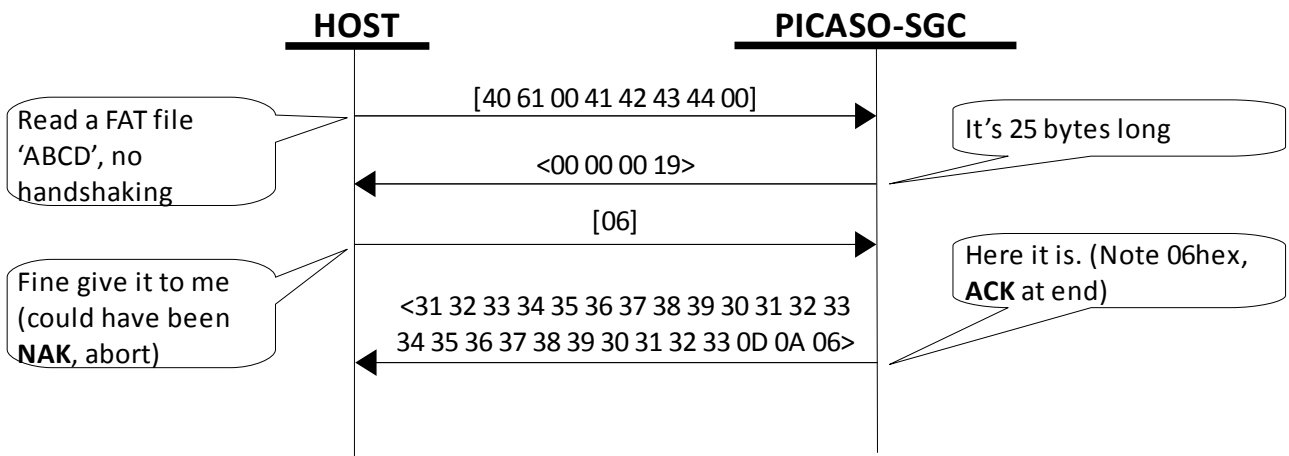 HOST
PICASO-SGC
[40 61 00 41 42 43 44 00]
Read a FAT file
‘ABCD’, no
handshaking
It’s 25 bytes long
<00 00 00 19>
[06]
Fine give it to me
(could have been
NAK, abort)
Here it is. (Note 06hex,
ACK at end)
<31 32 33 34 35 36 37 38 39 30 31 32 33
34 35 36 37 38 39 30 31 32 33 0D 0A 06>